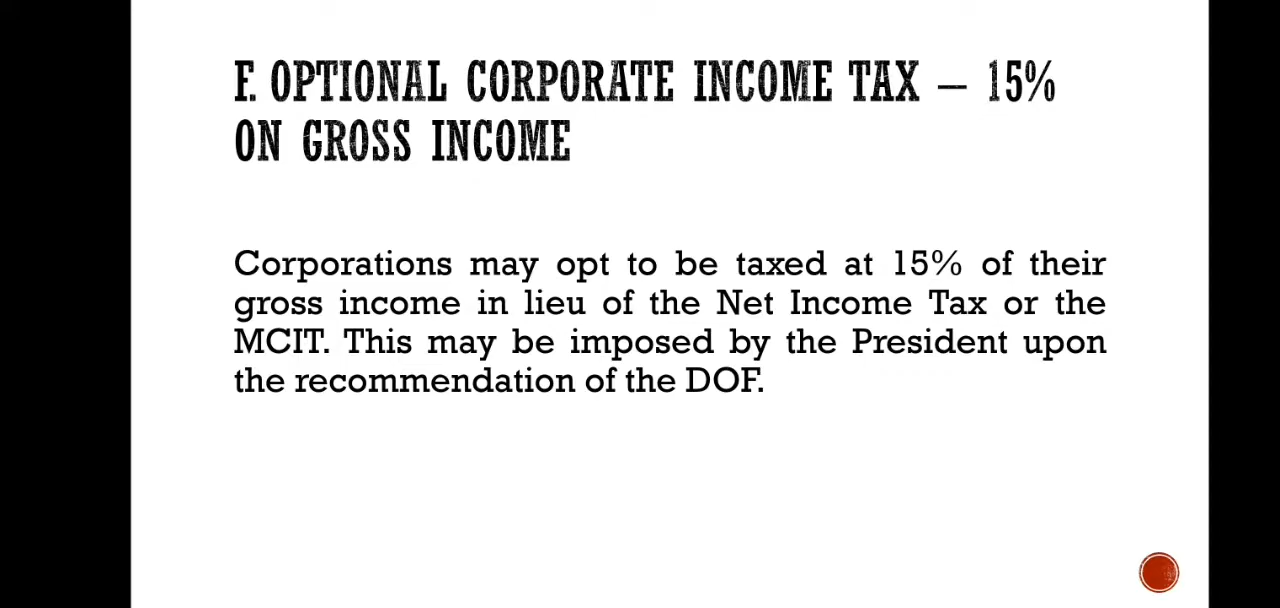 F. OPTIONAL CORPORATE INCOME TAX – 15%
ON GROSS INCOME
Corporations may opt to be taxed at 15% of their
gross income in lieu of the Net Income Tax or the
MCIT. This may be imposed by the President upon
the recommendation of the DOF.